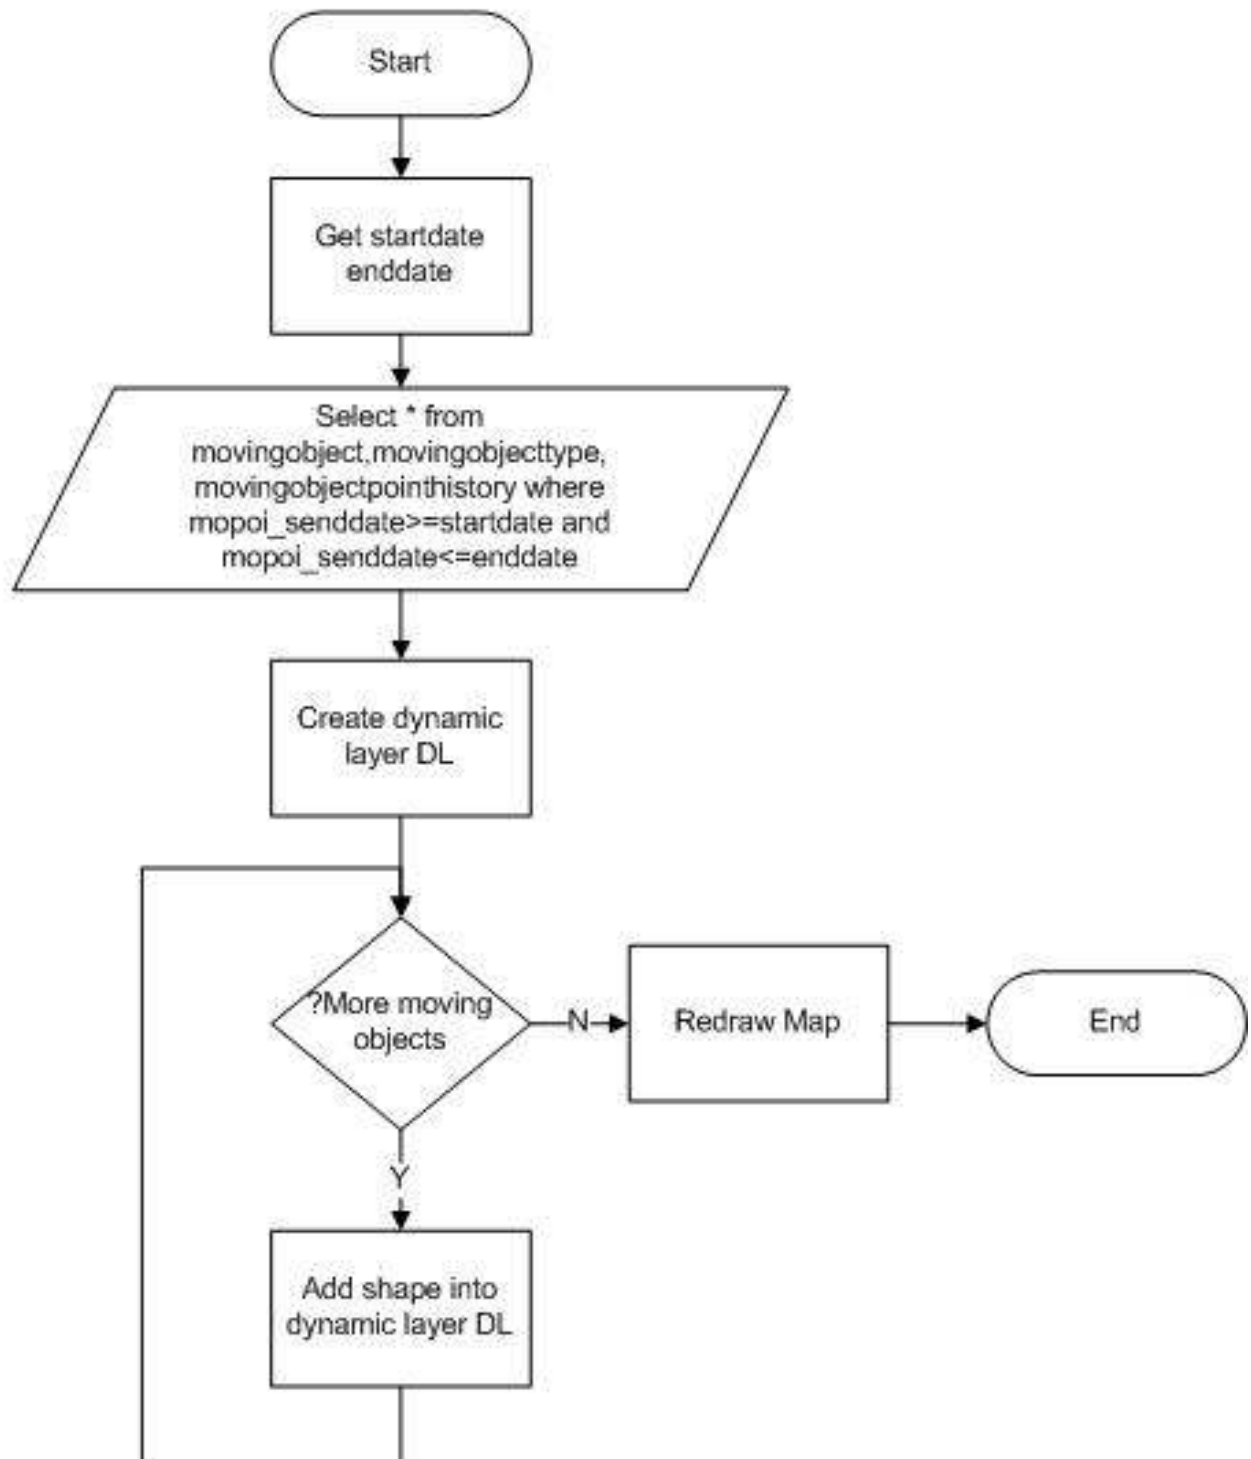 Start
Get startdate
enddate
Select * from
movingobject,movingobjecttype,
movingobjectpointhistory where
mopoi_senddate>=startdate and
mopoi_senddate<=enddate
Create dynamic
layer DL
?More moving
objects
N
Redraw Map
End
Y
Add shape into
dynamic layer DL